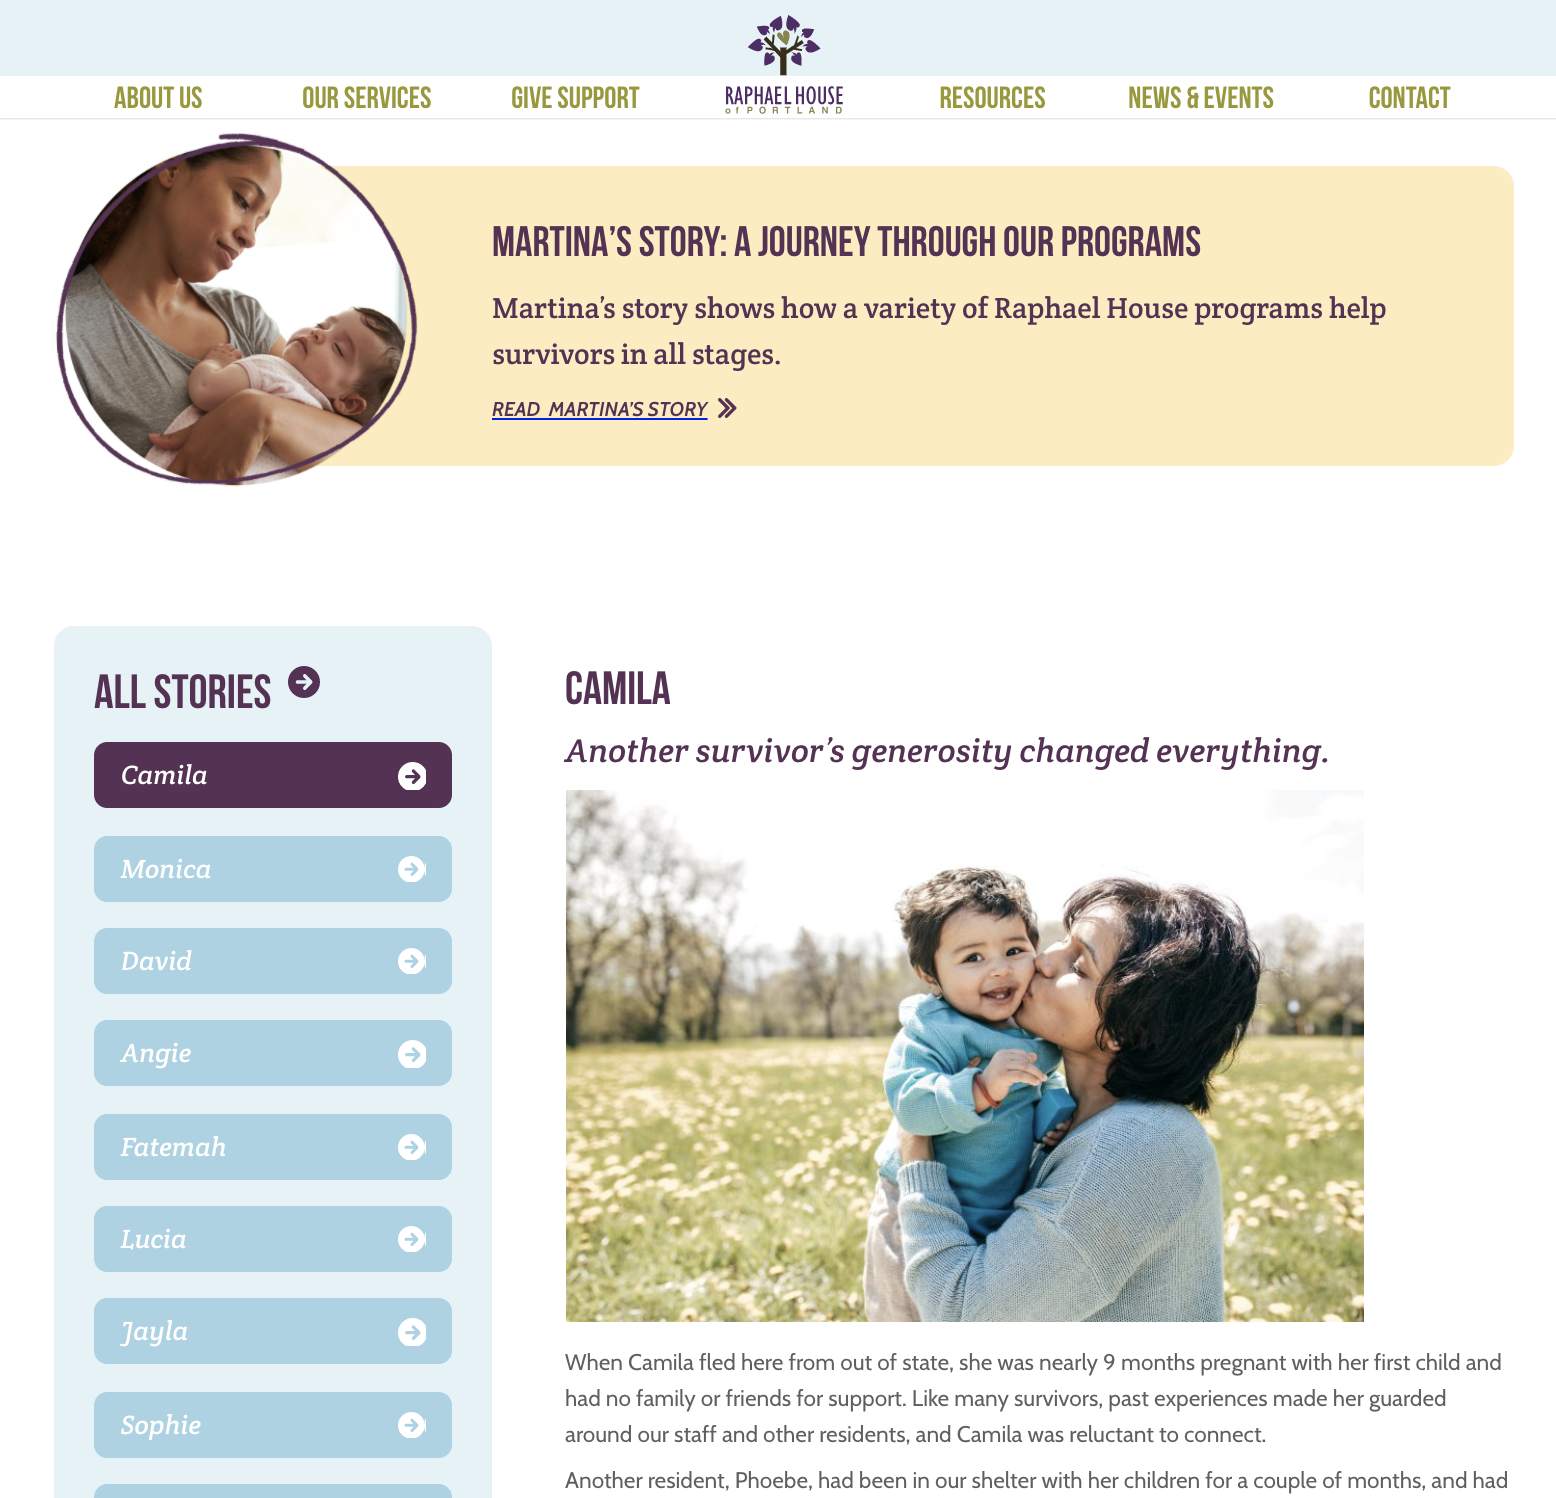 ABOUT US
OUR SERVICES
GIVE SUPPORT
RAPHAEL HOUSE
of PORTLAND
RESOURCES
NEWS & EVENTS
CONTACT
MARTINA’S STORY: A JOURNEY THROUGH OUR PROGRAMS
Martina’s story shows how a variety of Raphael House programs help
survivors in all stages.
READ MARTINA’S STORY
ALL STORIES
Camila
Monica
David
Angie
Fatemah
Lucia
Jayla
Sophie
CAMILA
Another survivor’s generosity changed everything.
When Camila fled here from out of state, she was nearly 9 months pregnant with her first child and
had no family or friends for support. Like many survivors, past experiences made her guarded
around our staff and other residents, and Camila was reluctant to connect.
Another resident, Phoebe, had been in our shelter with her children for a couple of months, and had